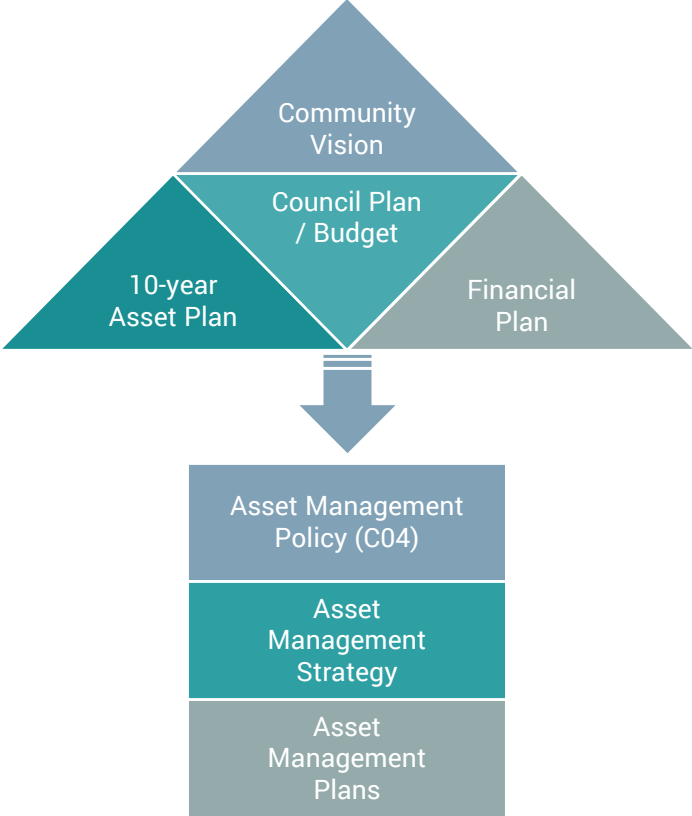 Community
Vision
Council Plan
/ Budget
10-year
Asset Plan
Financial
Plan
Asset Management
Policy (C04)
Asset
Management
Strategy
Asset
Management
Plans